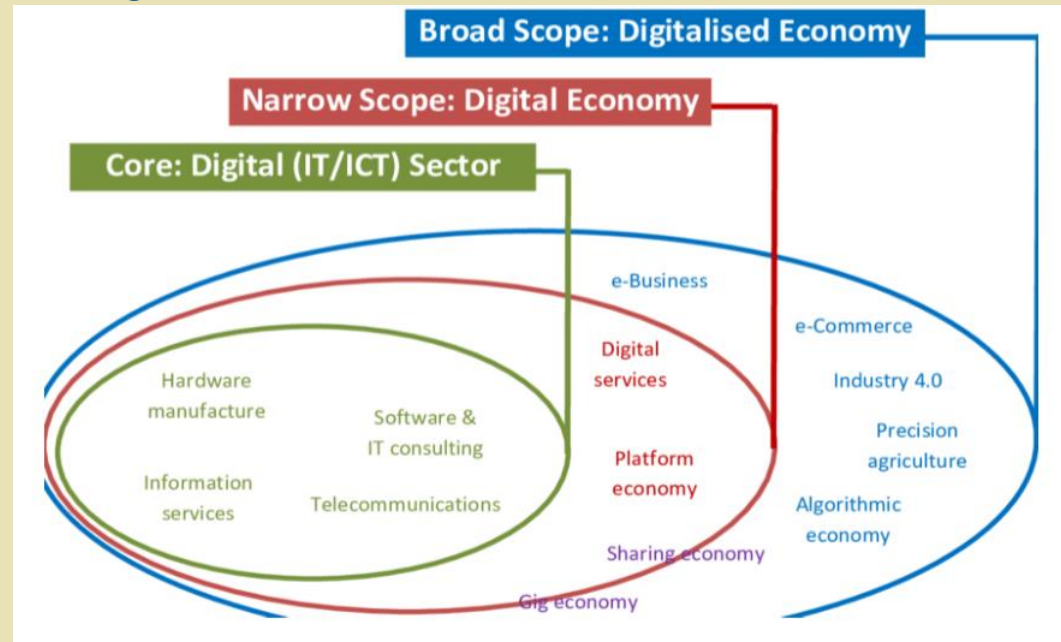 Broad Scope: Digitalised Economy
Narrow Scope: Digital Economy
Core: Digital (IT/ICT) Sector
e-Business
e-Commerce
Digital
services
Industry 4.0
Hardware
manufacture
Software &
IT consulting
Precision
agriculture
Platform
economy
Information
services
Telecommunications
Algorithmic
economy
Sharing economy
Gig economy